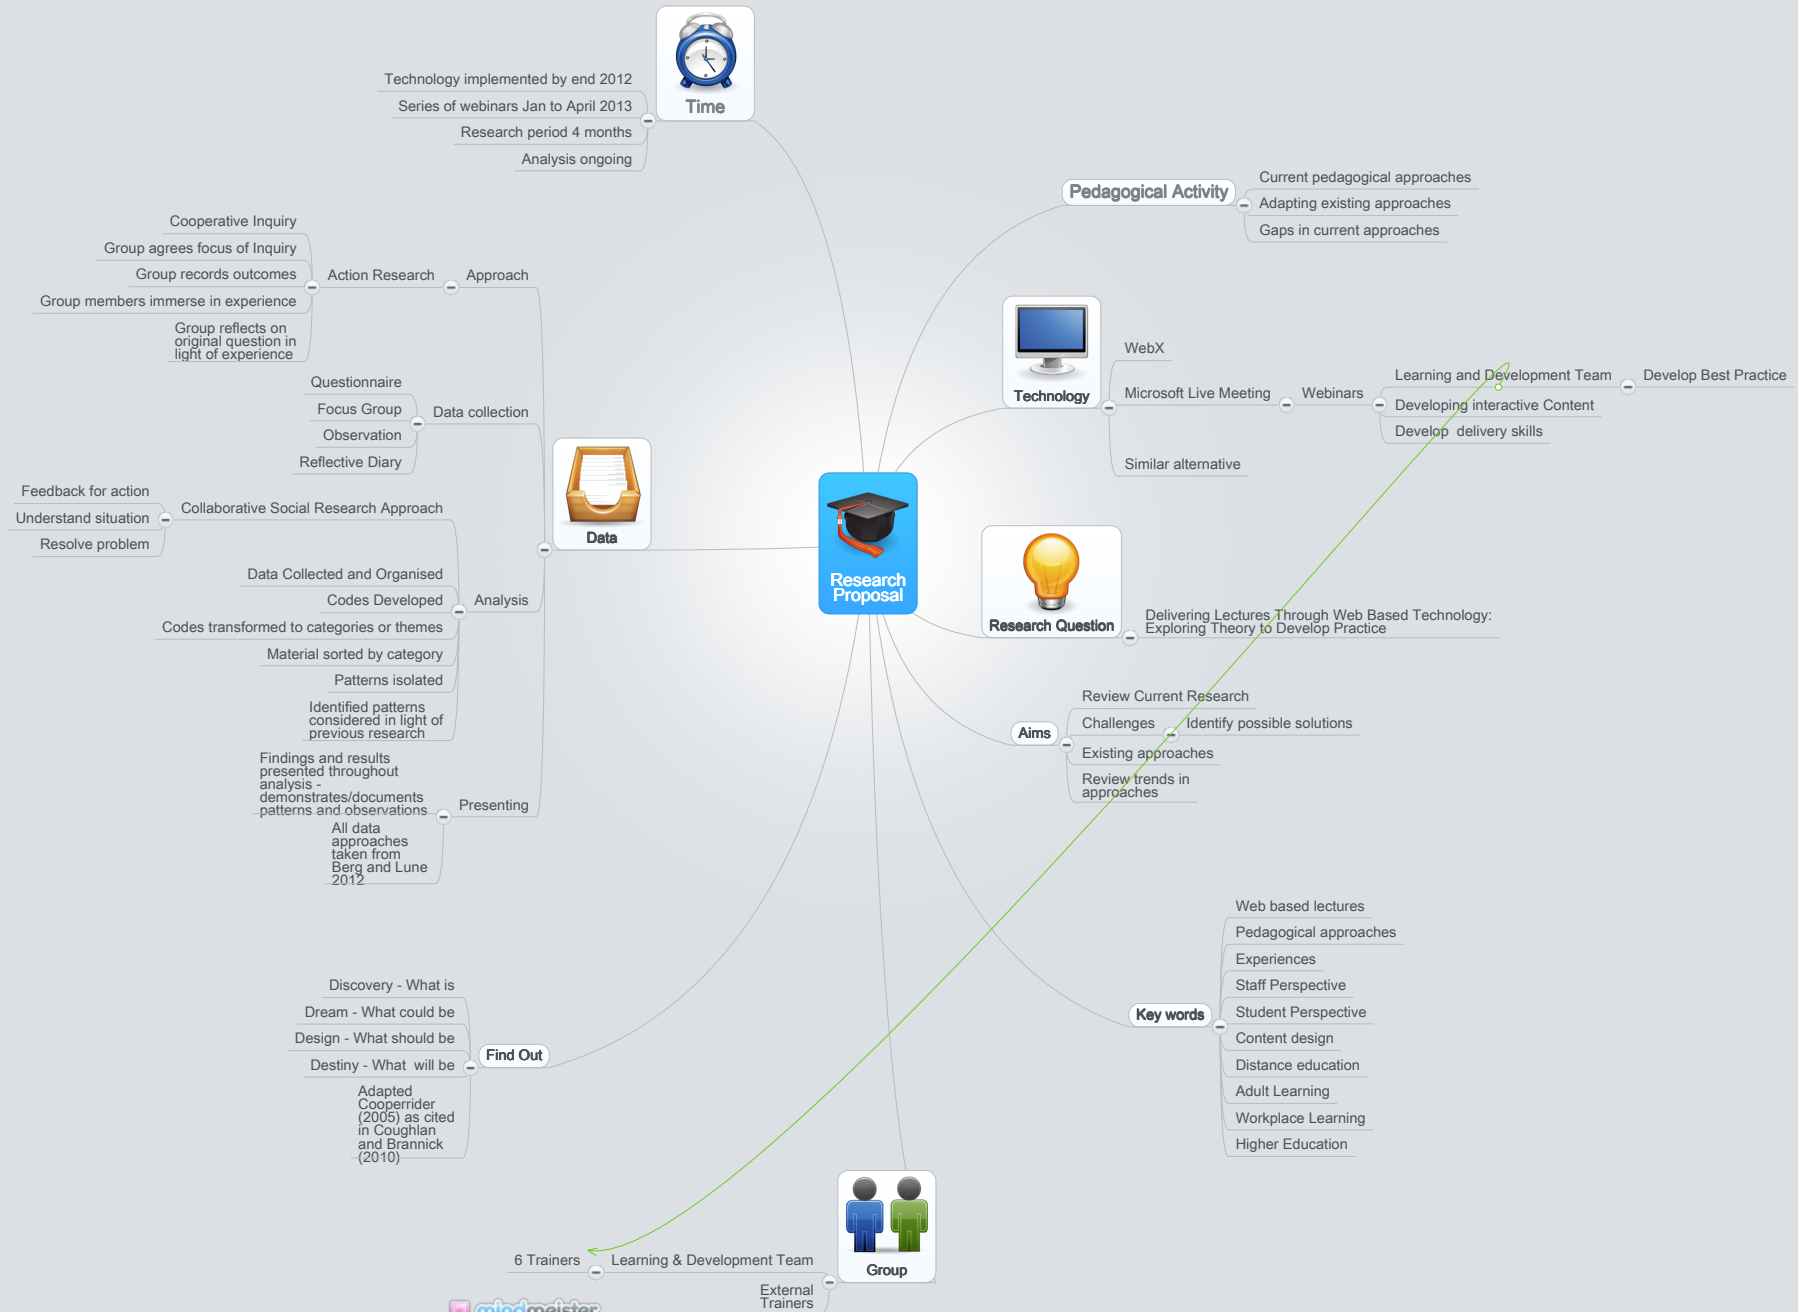 Time
Technology implemented by end 2012
Series of webinars Jan to April 2013
Research period 4 months
Analysis ongoing
Pedagogical Activity
Current pedagogical approaches
Adapting existing approaches
Gaps in current approaches
Cooperative Inquiry
Group agrees focus of Inquiry
Group records outcomes
Group members immerse in experience
Group reflects on
original question in
light of experience
Action Research
Approach
Questionnaire
Focus Group
Observation
Reflective Diary
Data collection
Data
Feedback for action
Understand situation
Resolve problem
Collaborative Social Research Approach
Data Collected and Organised
Codes Developed
Codes transformed to categories or themes
Material sorted by category
Patterns isolated
Identified patterns
considered in light of
previous research
Analysis
Findings and results
presented throughout
analysis -
demonstrates/documents
patterns and observations
All data
approaches
taken from
Berg and Lune
2012
Presenting
Technology
WebX
Microsoft Live Meeting
Similar alternative
Webinars
Learning and Development Team
Developing interactive Content
Develop  delivery skills
Develop Best Practice
Research
Proposal
Research Question
Delivering Lectures Through Web Based Technology:
Exploring Theory to Develop Practice
Aims
Review Current Research
Challenges
Identify possible solutions
Existing approaches
Review trends in
approaches
Key words
Web based lectures
Pedagogical approaches
Experiences
Staff Perspective
Student Perspective
Content design
Distance education
Adult Learning
Workplace Learning
Higher Education
Discovery - What is
Dream - What could be
Design - What should be
Destiny - What  will be
Adapted
Cooperrider
(2005) as cited
in Coughlan
and Brannick
(2010)
Find Out
Group
6 Trainers
Learning & Development Team
External
Trainers
mindmeister